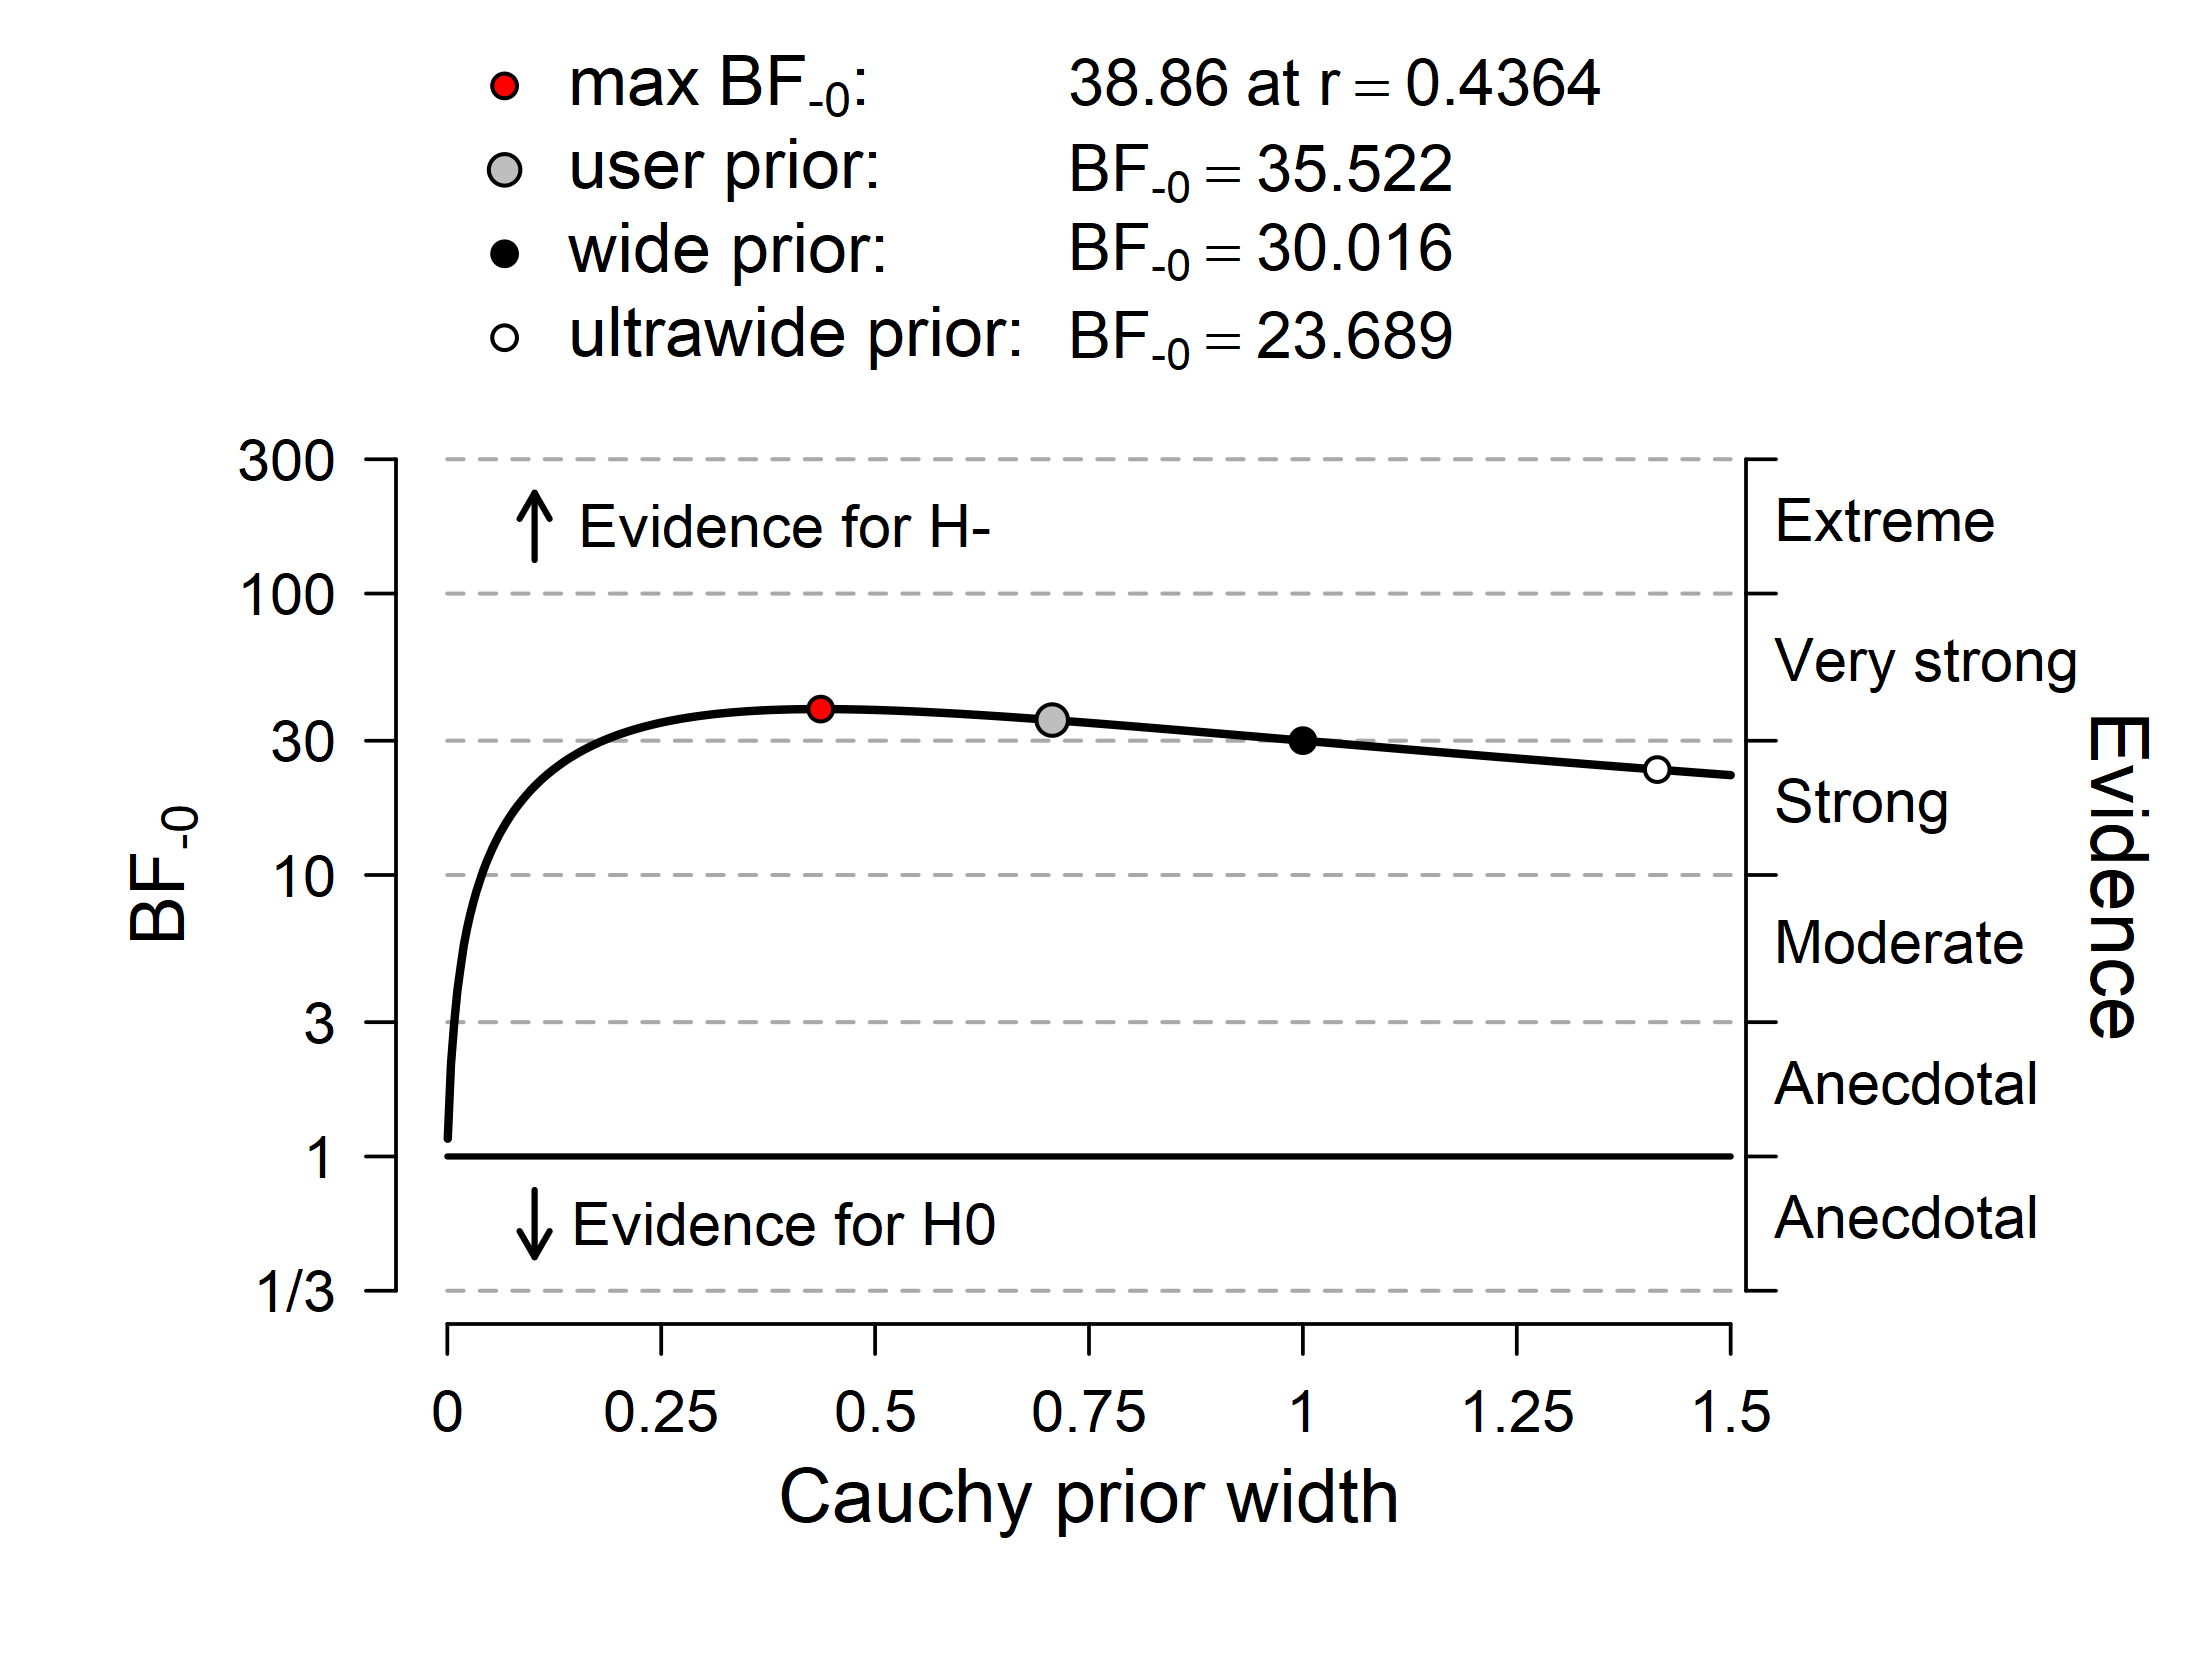 max BF-0: 38.86 at r = 0.4364
user prior: BF-0 = 35.522
wide prior: BF-0 = 30.016
ultrawide prior: BF-0 = 23.689
300
100
30
10
3
1
1/3
BF-0
Evidence for H-
Evidence for H0
Extreme
Very strong
Strong
Moderate
Anecdotal
Anecdotal
Evidence
0 0.25 0.5 0.75 1 1.25 1.5
Cauchy prior width